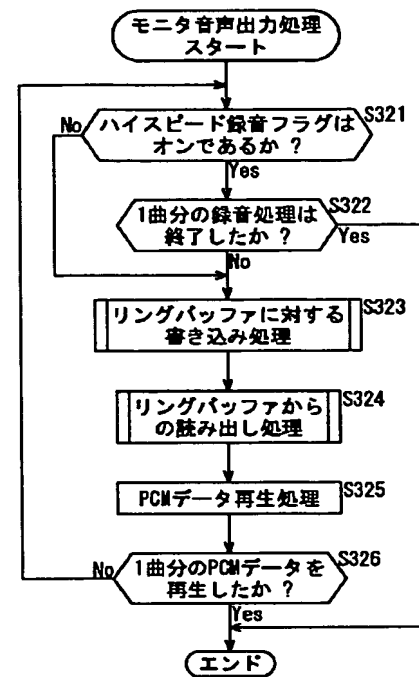 モニタ音声出力処理
スタート
S321
No
ハイスピード録音フラグは
オンであるか ?
Yes
S322
1曲分の録音処理は
終了したか ?
Yes
No
S323
リングバッファに対する
書き込み処理
S324
リングバッファから
の読み出し処理
S325
PCMデータ再生処理
S326
No
1曲分のPCMデータを
再生したか ?
Yes
エンド